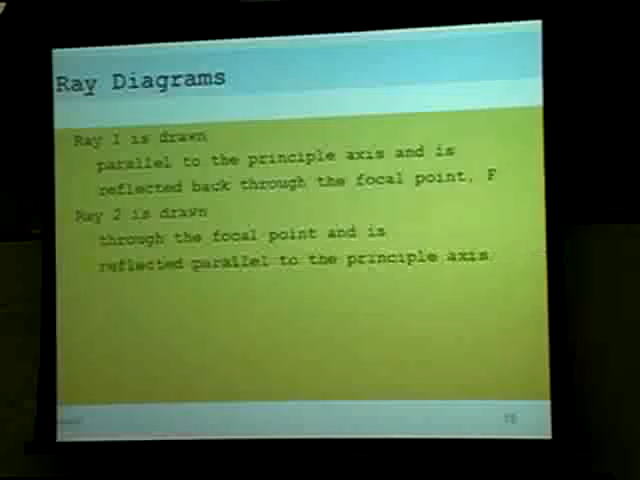 Ray Diagrams
Ray 1 is drawn
parallel to the principle axis and is
reflected back through the focal point, F
Ray 2 is drawn
through the focal point and is
reflected parallel to the principle axis